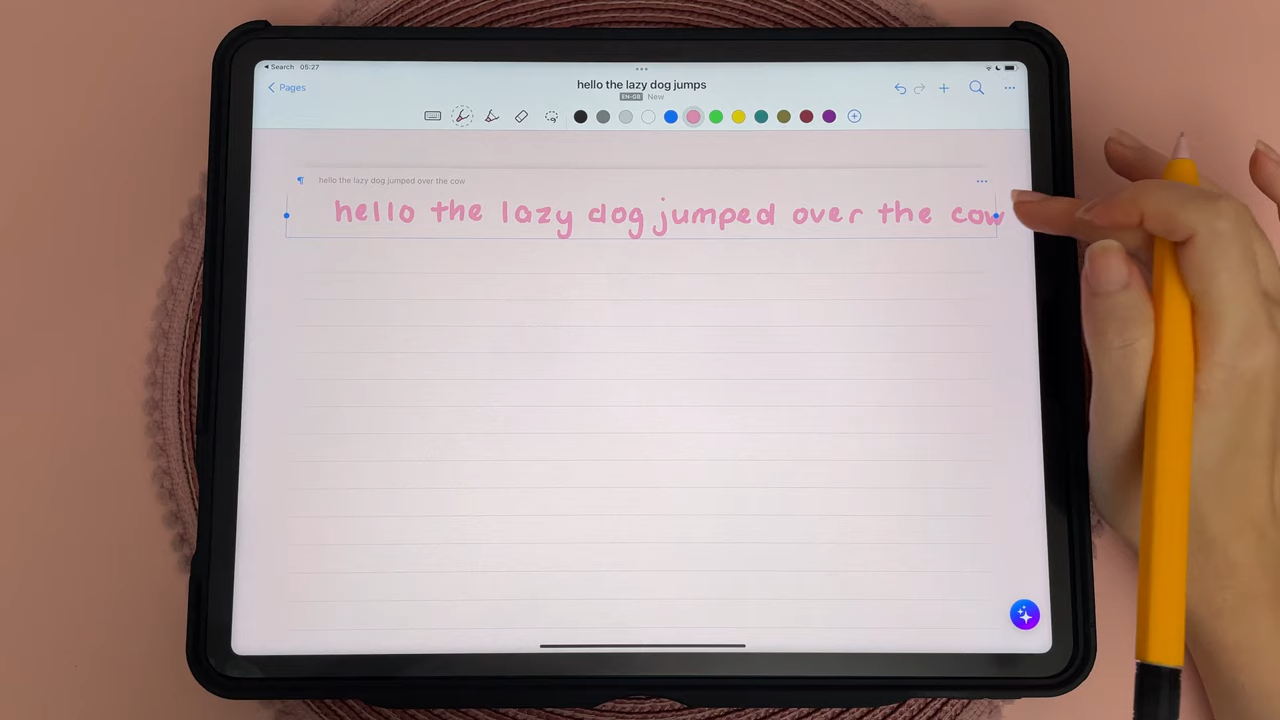 Search 05:27
hello the lazy dog jumps
Pages
EN-GB New
hello the lazy dog jumped over the cow
hello the lazy dog jumped over the cow